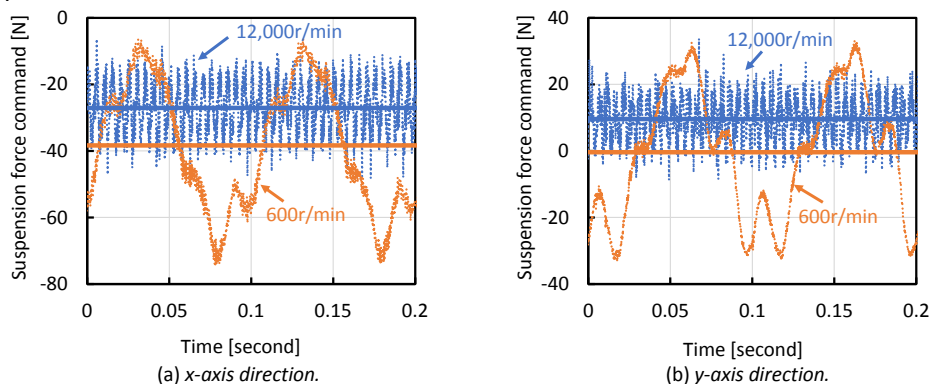 Suspension force command [N]
0
-20
-40
-60
-80
12,000r/min
600r/min
0 0.05 0.1 0.15 0.2
Time [second]
(a) x-axis direction.
Suspension force command [N]
40
20
0
-20
-40
12,000r/min
600r/min
0 0.05 0.1 0.15 0.2
Time [second]
(b) y-axis direction.